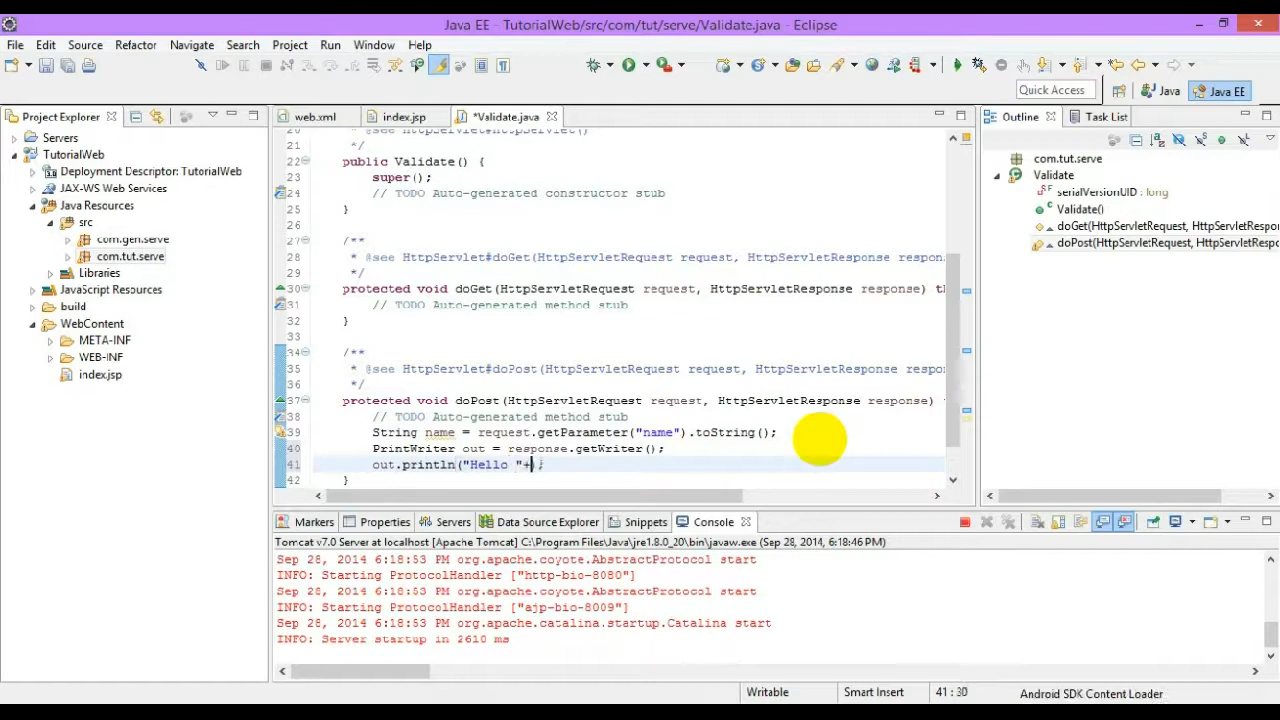 Java EE - TutorialWeb/src/com/tut/serve/Validate.java - Eclipse
File Edit Source Refactor Navigate Search Project Run Window Help
Quick Access Java Java EE
Project Explorer
Servers
TutorialWeb
Deployment Descriptor: TutorialWeb
JAX-WS Web Services
Java Resources
src
com.gen.serve
com.tut.serve
Libraries
JavaScript Resources
build
WebContent
META-INF
WEB-INF
index.jsp
web.xml index.jsp *Validate.java
20 * @see HttpServlet#HttpServlet()
21 */
22 public Validate() {
23 super();
24 // TODO Auto-generated constructor stub
25 }
26
27 /**
28 * @see HttpServlet#doGet(HttpServletRequest request, HttpServletResponse respon
29 */
30 protected void doGet(HttpServletRequest request, HttpServletResponse response) th
31 // TODO Auto-generated method stub
32 }
33
34 /**
35 * @see HttpServlet#doPost(HttpServletRequest request, HttpServletResponse respo
36 */
37 protected void doPost(HttpServletRequest request, HttpServletResponse response) t
38 // TODO Auto-generated method stub
39 String name = request.getParameter("name").toString();
40 PrintWriter out = response.getWriter();
41 out.println("Hello "+);
42 }
Outline Task List
com.tut.serve
Validate
serialVersionUID : long
Validate()
doGet(HttpServletRequest, HttpServletRespon
doPost(HttpServletRequest, HttpServletRespo
Markers Properties Servers Data Source Explorer Snippets Console
Tomcat v7.0 Server at localhost [Apache Tomcat] C:\Program Files\Java\jre1.8.0_20\bin\javaw.exe (Sep 28, 2014, 6:18:46 PM)
Sep 28, 2014 6:18:53 PM org.apache.coyote.AbstractProtocol start
INFO: Starting ProtocolHandler ["http-bio-8080"]
Sep 28, 2014 6:18:53 PM org.apache.coyote.AbstractProtocol start
INFO: Starting ProtocolHandler ["ajp-bio-8009"]
Sep 28, 2014 6:18:53 PM org.apache.catalina.startup.Catalina start
INFO: Server startup in 2610 ms
Writable Smart Insert 41 : 30 Android SDK Content Loader